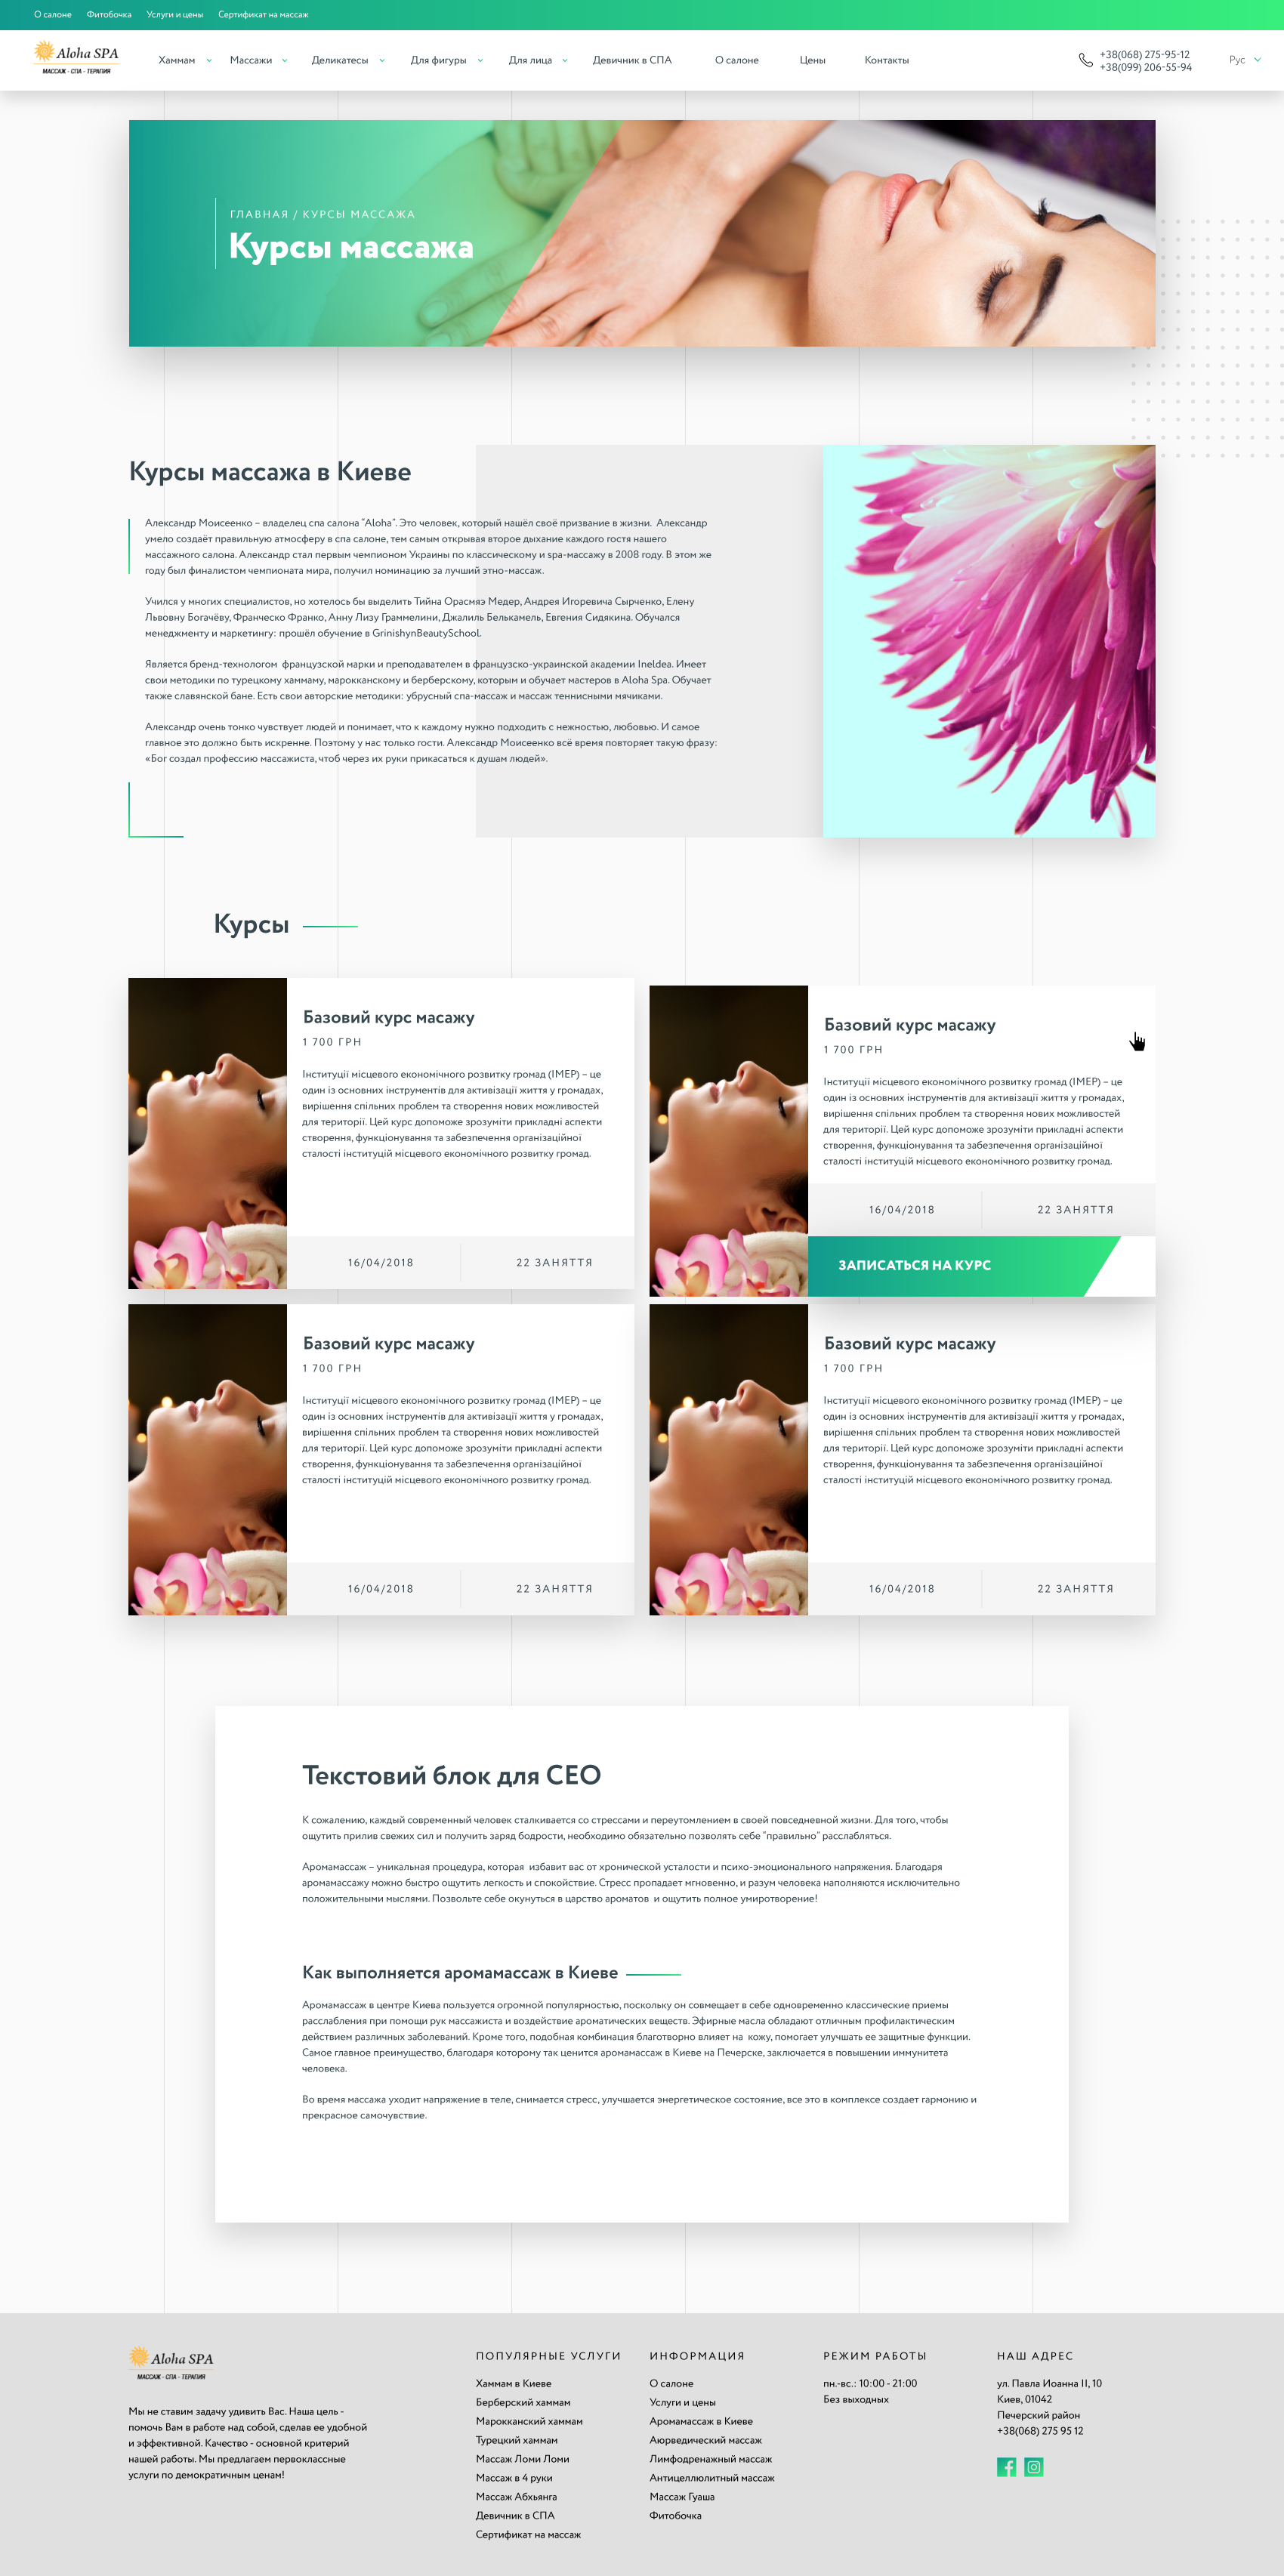 О салоне Фитобочка Услуги и цены Сертификат на массаж
Aloha SPA
МАССАЖ - СПА - ТЕРАПИЯ
Хаммам Массажи Деликатесы Для фигуры Для лица Девичник в СПА О салоне Цены Контакты
+38(068) 275-95-12
+38(099) 206-55-94
Рус
ГЛАВНАЯ / КУРСЫ МАССАЖА
Курсы массажа
Курсы массажа в Киеве
Александр Моисеенко – владелец спа салона “Aloha”. Это человек, который нашёл своё призвание в жизни. Александр
умело создаёт правильную атмосферу в спа салоне, тем самым открывая второе дыхание каждого гостя нашего
массажного салона. Александр стал первым чемпионом Украины по классическому и spa-массажу в 2008 году. В этом же
году был финалистом чемпионата мира, получил номинацию за лучший этно-массаж.
Учился у многих специалистов, но хотелось бы выделить Тийна Орасмяэ Медер, Андрея Игоревича Сырченко, Елену
Львовну Богачёву, Франческо Франко, Анну Лизу Граммелини, Джалиль Белькамель, Евгения Сидякина. Обучался
менеджменту и маркетингу: прошёл обучение в GrinishynBeautySchool.
Является бренд-технологом французской марки и преподавателем в французско-украинской академии Ineldea. Имеет
свои методики по турецкому хаммаму, марокканскому и берберскому, которым и обучает мастеров в Aloha Spa. Обучает
также славянской бане. Есть свои авторские методики: убрусный спа-массаж и массаж теннисными мячиками.
Александр очень тонко чувствует людей и понимает, что к каждому нужно подходить с нежностью, любовью. И самое
главное это должно быть искренне. Поэтому у нас только гости. Александр Моисеенко всё время повторяет такую фразу:
«Бог создал профессию массажиста, чтоб через их руки прикасаться к душам людей».
Курсы
Базовий курс масажу
1 700 ГРН
Інституції місцевого економічного розвитку громад (ІМЕР) – це
один із основних інструментів для активізації життя у громадах,
вирішення спільних проблем та створення нових можливостей
для території. Цей курс допоможе зрозуміти прикладні аспекти
створення, функціонування та забезпечення організаційної
сталості інституцій місцевого економічного розвитку громад.
16/04/2018 22 ЗАНЯТТЯ
Базовий курс масажу
1 700 ГРН
Інституції місцевого економічного розвитку громад (ІМЕР) – це
один із основних інструментів для активізації життя у громадах,
вирішення спільних проблем та створення нових можливостей
для території. Цей курс допоможе зрозуміти прикладні аспекти
створення, функціонування та забезпечення організаційної
сталості інституцій місцевого економічного розвитку громад.
16/04/2018 22 ЗАНЯТТЯ
ЗАПИСАТЬСЯ НА КУРС
Базовий курс масажу
1 700 ГРН
Інституції місцевого економічного розвитку громад (ІМЕР) – це
один із основних інструментів для активізації життя у громадах,
вирішення спільних проблем та створення нових можливостей
для території. Цей курс допоможе зрозуміти прикладні аспекти
створення, функціонування та забезпечення організаційної
сталості інституцій місцевого економічного розвитку громад.
16/04/2018 22 ЗАНЯТТЯ
Базовий курс масажу
1 700 ГРН
Інституції місцевого економічного розвитку громад (ІМЕР) – це
один із основних інструментів для активізації життя у громадах,
вирішення спільних проблем та створення нових можливостей
для території. Цей курс допоможе зрозуміти прикладні аспекти
створення, функціонування та забезпечення організаційної
сталості інституцій місцевого економічного розвитку громад.
16/04/2018 22 ЗАНЯТТЯ
Текстовий блок для СЕО
К сожалению, каждый современный человек сталкивается со стрессами и переутомлением в своей повседневной жизни. Для того, чтобы
ощутить прилив свежих сил и получить заряд бодрости, необходимо обязательно позволять себе “правильно” расслабляться.
Аромамассаж – уникальная процедура, которая избавит вас от хронической усталости и психо-эмоционального напряжения. Благодаря
аромамассажу можно быстро ощутить легкость и спокойствие. Стресс пропадает мгновенно, и разум человека наполняются исключительно
положительными мыслями. Позвольте себе окунуться в царство ароматов и ощутить полное умиротворение!
Как выполняется аромамассаж в Киеве
Аромамассаж в центре Киева пользуется огромной популярностью, поскольку он совмещает в себе одновременно классические приемы
расслабления при помощи рук массажиста и воздействие ароматических веществ. Эфирные масла обладают отличным профилактическим
действием различных заболеваний. Кроме того, подобная комбинация благотворно влияет на кожу, помогает улучшать ее защитные функции.
Самое главное преимущество, благодаря которому так ценится аромамассаж в Киеве на Печерске, заключается в повышении иммунитета
человека.
Во время массажа уходит напряжение в теле, снимается стресс, улучшается энергетическое состояние, все это в комплексе создает гармонию и
прекрасное самочувствие.
Aloha SPA
МАССАЖ - СПА - ТЕРАПИЯ
Мы не ставим задачу удивить Вас. Наша цель -
помочь Вам в работе над собой, сделав ее удобной
и эффективной. Качество - основной критерий
нашей работы. Мы предлагаем первоклассные
услуги по демократичным ценам!
ПОПУЛЯРНЫЕ УСЛУГИ
Хаммам в Киеве
Берберский хаммам
Марокканский хаммам
Турецкий хаммам
Массаж Ломи Ломи
Массаж в 4 руки
Массаж Абхьянга
Девичник в СПА
Сертификат на массаж
ИНФОРМАЦИЯ
О салоне
Услуги и цены
Аромамассаж в Киеве
Аюрведический массаж
Лимфодренажный массаж
Антицеллюлитный массаж
Массаж Гуаша
Фитобочка
РЕЖИМ РАБОТЫ
пн.-вс.: 10:00 - 21:00
Без выходных
НАШ АДРЕС
ул. Павла Иоанна II, 10
Киев, 01042
Печерский район
+38(068) 275 95 12